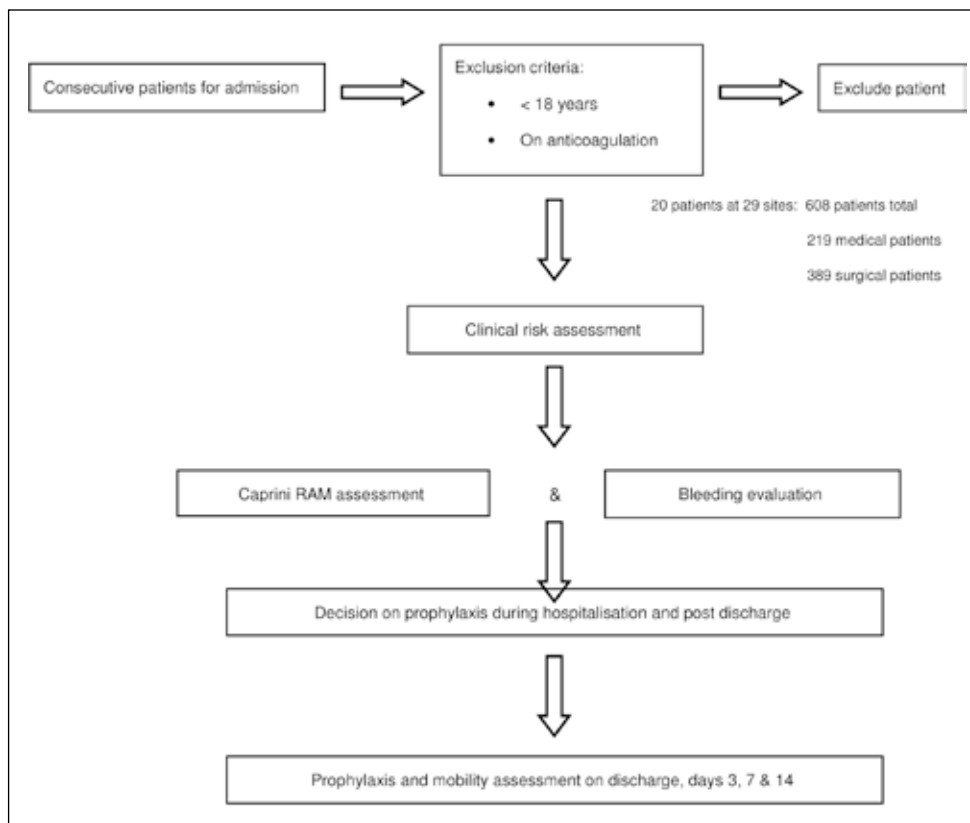 Consecutive patients for admission
Exclusion criteria:
• < 18 years
• On anticoagulation
Exclude patient
20 patients at 29 sites: 608 patients total
219 medical patients
389 surgical patients
Clinical risk assessment
Caprini RAM assessment
&
Bleeding evaluation
Decision on prophylaxis during hospitalisation and post discharge
Prophylaxis and mobility assessment on discharge, days 3, 7 & 14